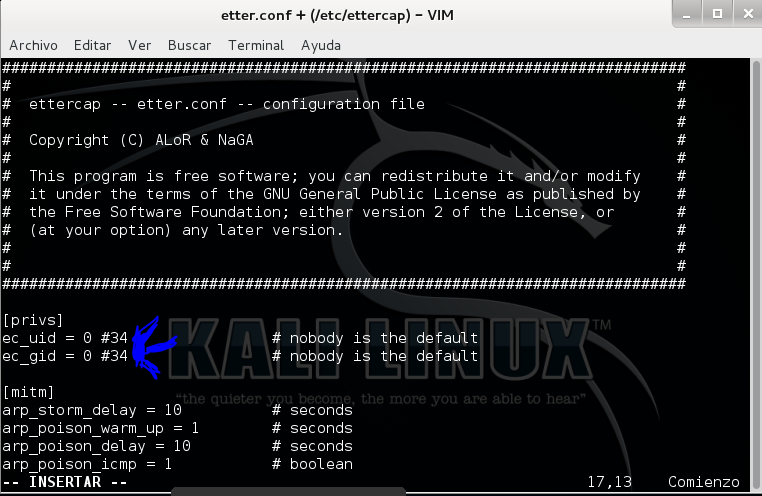 etter.conf + (/etc/ettercap) – VIM
Archivo Editar Ver Buscar Terminal Ayuda
############################################################################
#                                                                          #
#  ettercap -- etter.conf -- configuration file                            #
#                                                                          #
#  Copyright (C) ALoR & NaGA                                               #
#                                                                          #
#  This program is free software; you can redistribute it and/or modify    #
#  it under the terms of the GNU General Public License as published by    #
#  the Free Software Foundation; either version 2 of the License, or       #
#  (at your option) any later version.                                     #
#                                                                          #
#                                                                          #
############################################################################
[privs]
ec_uid = 0 #34                # nobody is the default
ec_gid = 0 #34                # nobody is the default
KALI LINUX™
"the quieter you become, the more you are able to hear"
[mitm]
arp_storm_delay = 10          # seconds
arp_poison_warm_up = 1        # seconds
arp_poison_delay = 10         # seconds
arp_poison_icmp = 1           # boolean
-- INSERTAR --                17,13    Comienzo